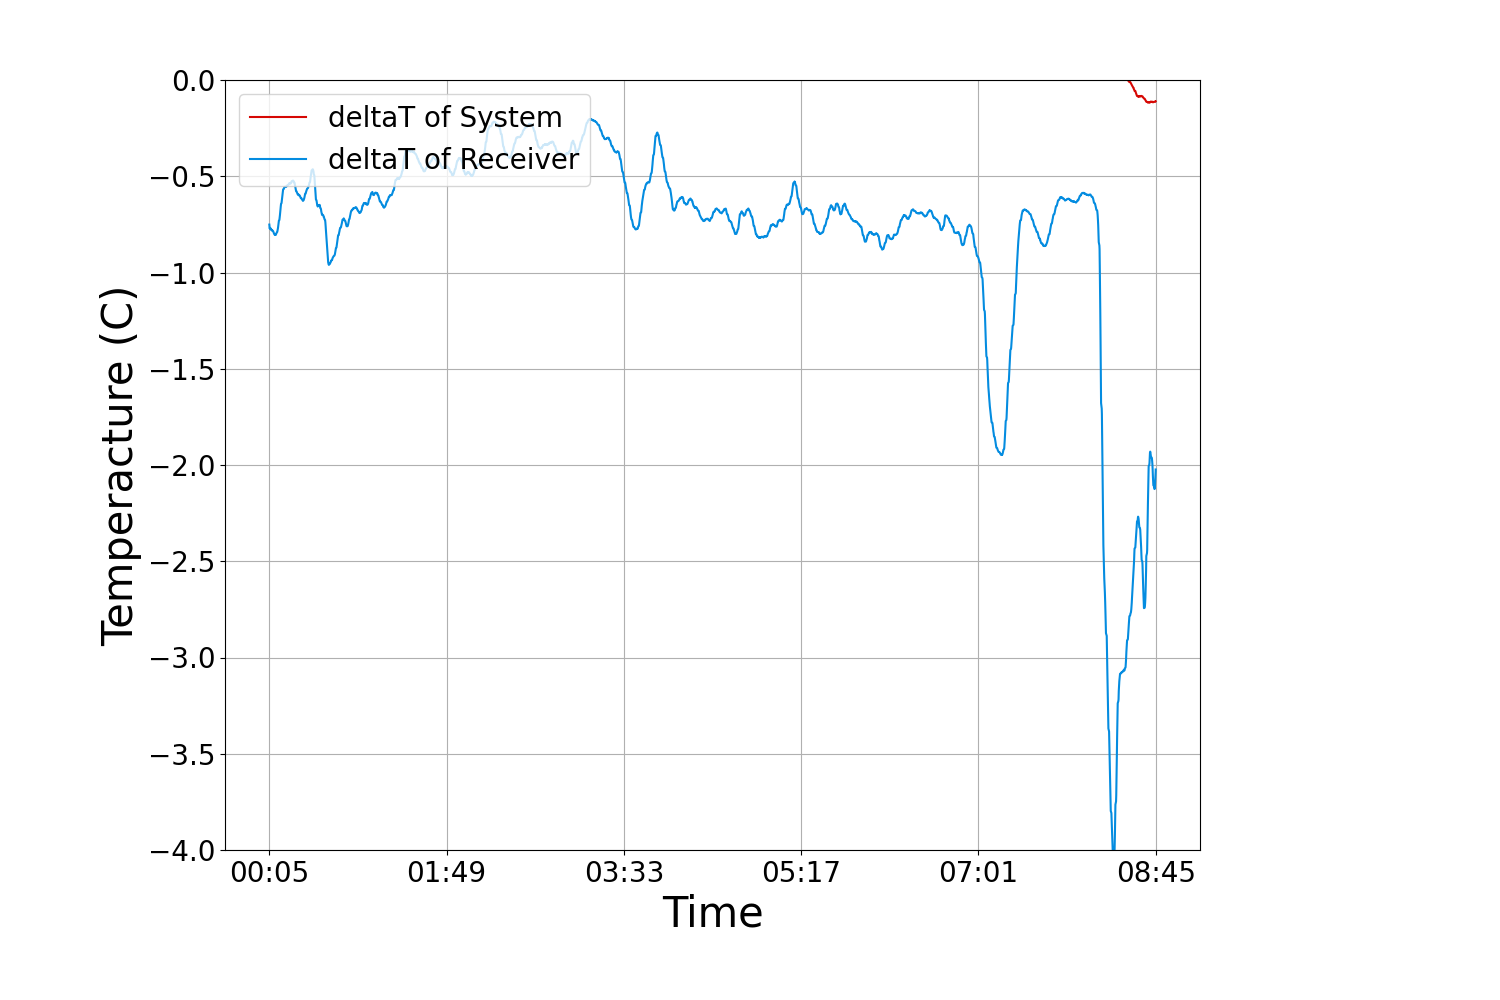 0.0
deltaT of System
deltaT of Receiver
−0.5
−1.0
−1.5
−2.0
−2.5
−3.0
−3.5
−4.0
Temperacture (C)
00:05 01:49 03:33 05:17 07:01 08:45
Time